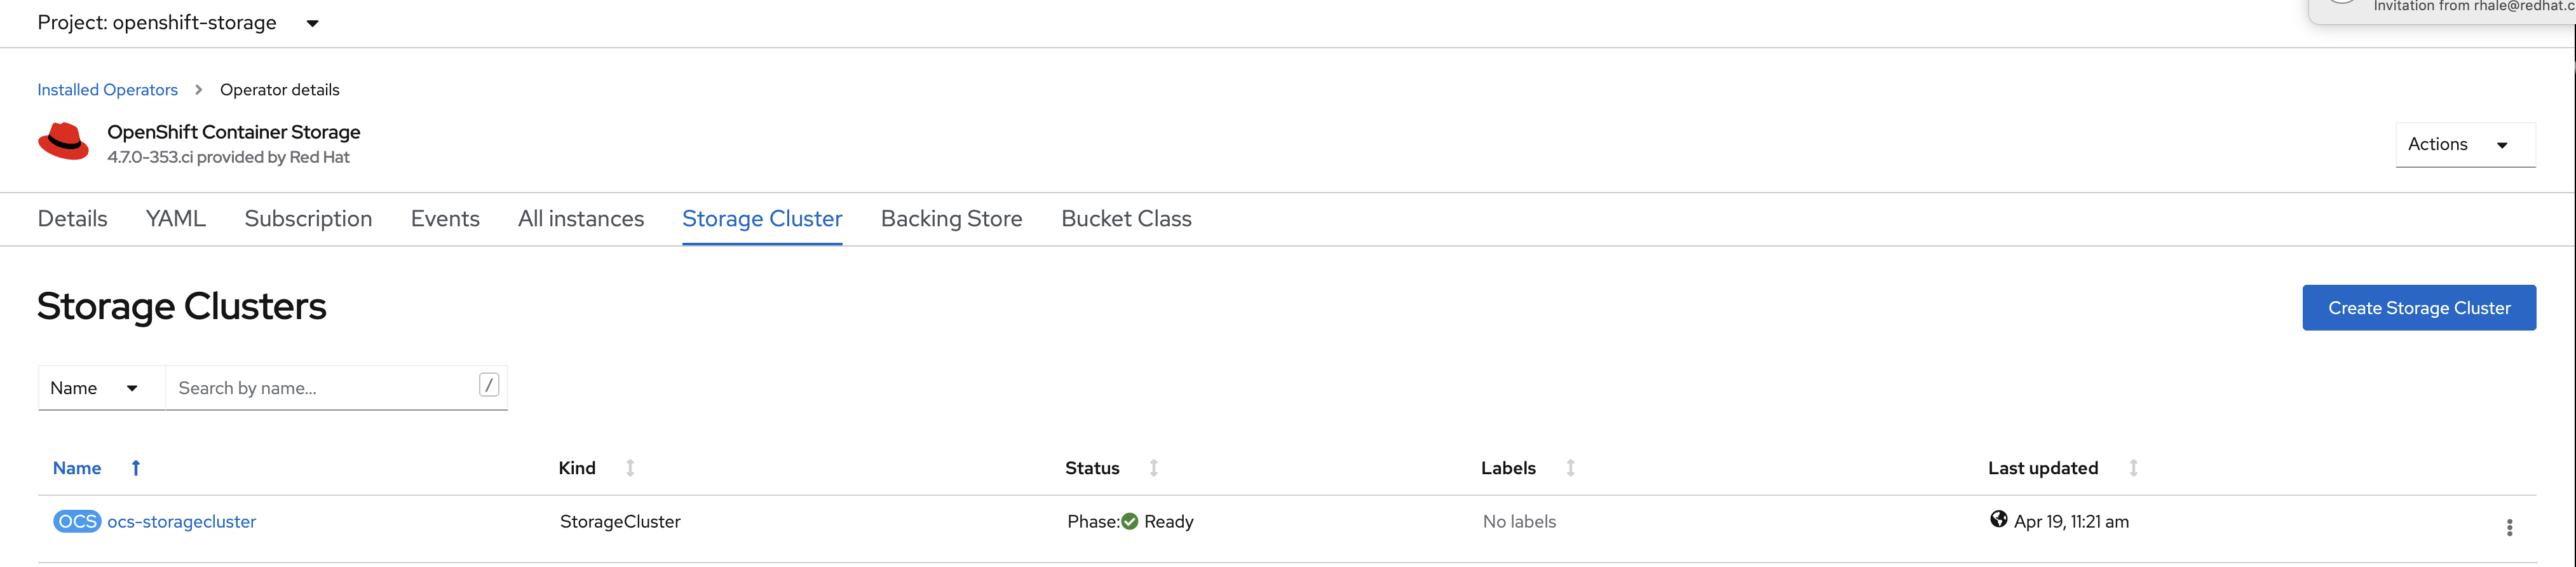 Project: openshift-storage
Invitation from rhale@redhat.c
Installed Operators Operator details
OpenShift Container Storage
4.7.0-353.ci provided by Red Hat
Actions
Details YAML Subscription Events All instances Storage Cluster Backing Store Bucket Class
Storage Clusters
Create Storage Cluster
Name Search by name... /
Name Kind Status Labels Last updated
OCS ocs-storagecluster StorageCluster Phase: Ready No labels Apr 19, 11:21 am